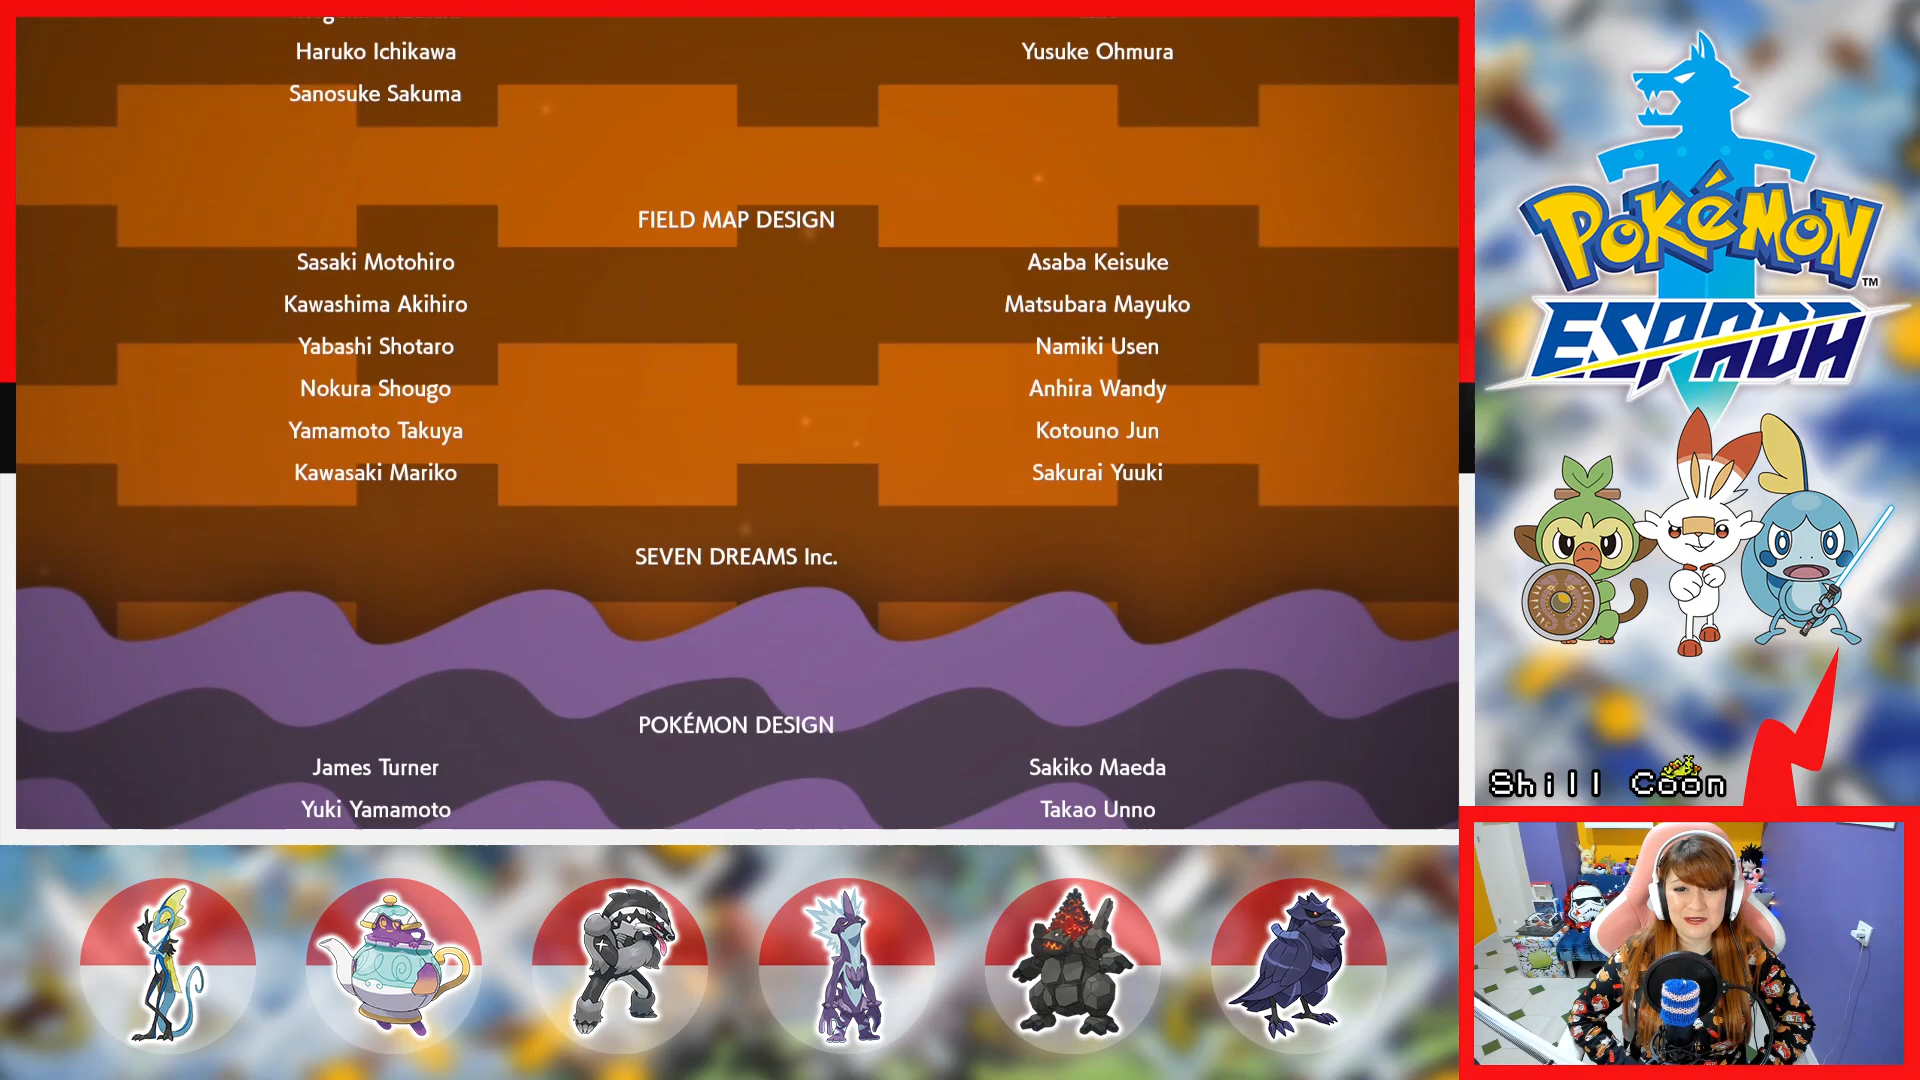 Haruko Ichikawa Yusuke Ohmura
Sanosuke Sakuma
FIELD MAP DESIGN
Sasaki Motohiro Asaba Keisuke
Kawashima Akihiro Matsubara Mayuko
Yabashi Shotaro Namiki Usen
Nokura Shougo Anhira Wandy
Yamamoto Takuya Kotouno Jun
Kawasaki Mariko Sakurai Yuuki
SEVEN DREAMS Inc.
POKÉMON DESIGN
James Turner Sakiko Maeda
Yuki Yamamoto Takao Unno
POKéMON TM
ESPADA
Shill Coon